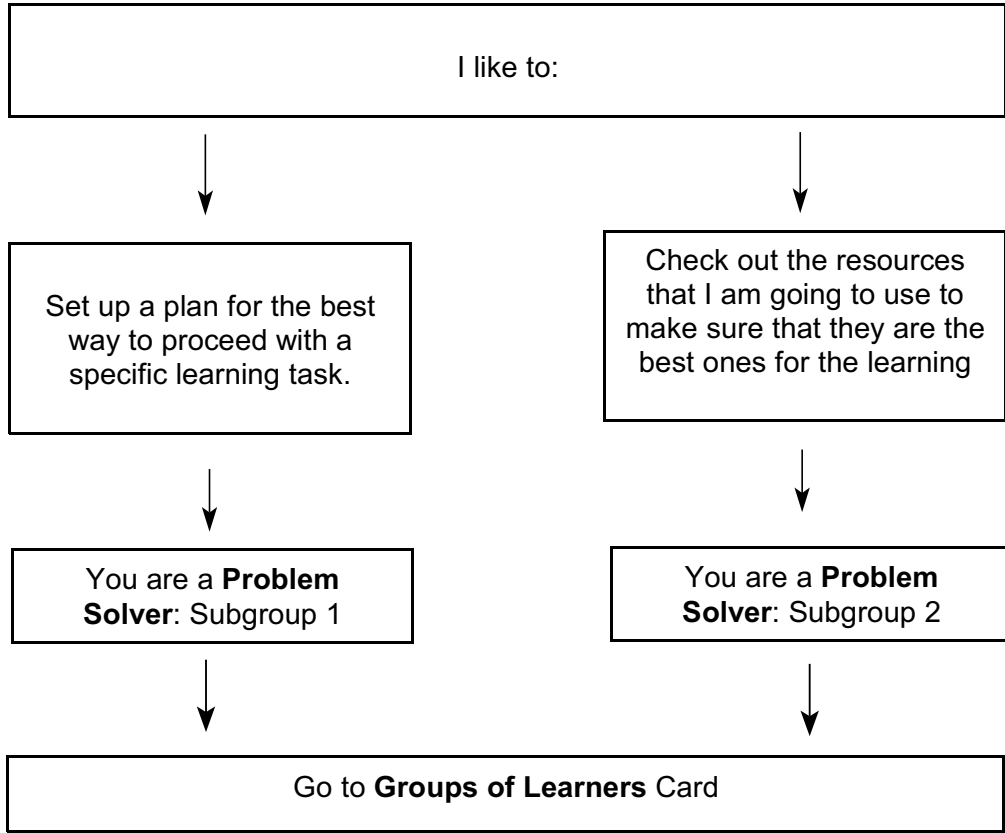 I like to:
Set up a plan for the best
way to proceed with a
specific learning task.
Check out the resources
that I am going to use to
make sure that they are the
best ones for the learning
You are a Problem
Solver: Subgroup 1
You are a Problem
Solver: Subgroup 2
Go to Groups of Learners Card